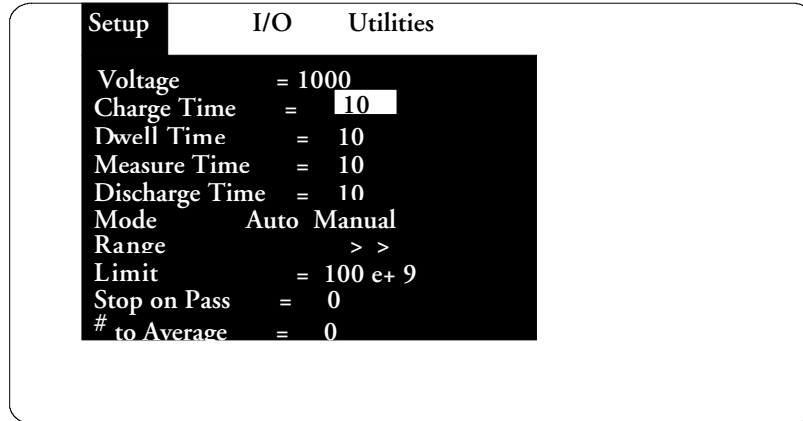 Setup I/O Utilities
Voltage = 1000
Charge Time = 10
Dwell Time = 10
Measure Time = 10
Discharge Time = 10
Mode Auto Manual
Range > >
Limit = 100 e+ 9
Stop on Pass = 0
# to Average = 0